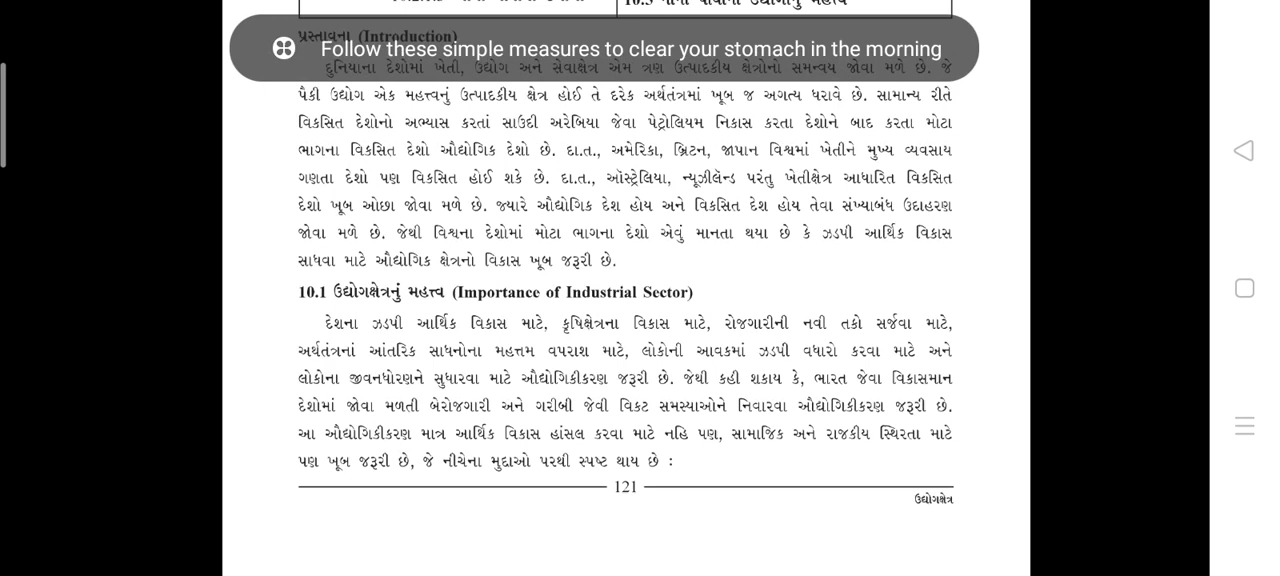 10.5 નાના પાયાના ઉદ્યોગોનું મહત્ત્વ
પ્રસ્તાવના (Introduction)
Follow these simple measures to clear your stomach in the morning
દુનિયાના દેશોમાં ખેતી, ઉદ્યોગ અને સેવાક્ષેત્ર એમ ત્રણ ઉત્પાદકીય ક્ષેત્રોનો સમન્વય જોવા મળે છે. જે
પૈકી ઉદ્યોગ એક મહત્ત્વનું ઉત્પાદકીય ક્ષેત્ર હોઈ તે દરેક અર્થતંત્રમાં ખૂબ જ અગત્ય ધરાવે છે. સામાન્ય રીતે
વિકસિત દેશોનો અભ્યાસ કરતાં સાઉદી અરેબિયા જેવા પેટ્રોલિયમ નિકાસ કરતા દેશોને બાદ કરતા મોટા
ભાગના વિકસિત દેશો ઔદ્યોગિક દેશો છે. દા.ત., અમેરિકા, બ્રિટન, જાપાન વિશ્વમાં ખેતીને મુખ્ય વ્યવસાય
ગણતા દેશો પણ વિકસિત હોઈ શકે છે. દા.ત., ઑસ્ટ્રેલિયા, ન્યૂઝીલૅન્ડ પરંતુ ખેતીક્ષેત્ર આધારિત વિકસિત
દેશો ખૂબ ઓછા જોવા મળે છે. જ્યારે ઔદ્યોગિક દેશ હોય અને વિકસિત દેશ હોય તેવા સંખ્યાબંધ ઉદાહરણ
જોવા મળે છે. જેથી વિશ્વના દેશોમાં મોટા ભાગના દેશો એવું માનતા થયા છે કે ઝડપી આર્થિક વિકાસ
સાધવા માટે ઔદ્યોગિક ક્ષેત્રનો વિકાસ ખૂબ જરૂરી છે.
10.1 ઉદ્યોગક્ષેત્રનું મહત્ત્વ (Importance of Industrial Sector)
દેશના ઝડપી આર્થિક વિકાસ માટે, કૃષિક્ષેત્રના વિકાસ માટે, રોજગારીની નવી તકો સર્જવા માટે,
અર્થતંત્રનાં આંતરિક સાધનોના મહત્તમ વપરાશ માટે, લોકોની આવકમાં ઝડપી વધારો કરવા માટે અને
લોકોના જીવનધોરણને સુધારવા માટે ઔદ્યોગિકીકરણ જરૂરી છે. જેથી કહી શકાય કે, ભારત જેવા વિકાસમાન
દેશોમાં જોવા મળતી બેરોજગારી અને ગરીબી જેવી વિકટ સમસ્યાઓને નિવારવા ઔદ્યોગિકીકરણ જરૂરી છે.
આ ઔદ્યોગિકીકરણ માત્ર આર્થિક વિકાસ હાંસલ કરવા માટે નહિ પણ, સામાજિક અને રાજકીય સ્થિરતા માટે
પણ ખૂબ જરૂરી છે, જે નીચેના મુદ્દાઓ પરથી સ્પષ્ટ થાય છે :
121
ઉદ્યોગક્ષેત્ર